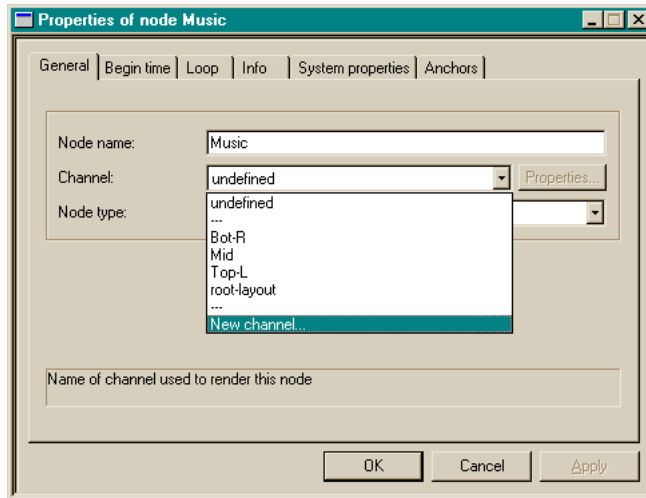 Properties of node Music
General Begin time Loop Info System properties Anchors
Node name: Music
Channel: undefined Properties...
Node type:
undefined
---
Bot-R
Mid
Top-L
root-layout
---
New channel...
Name of channel used to render this node
OK Cancel Apply